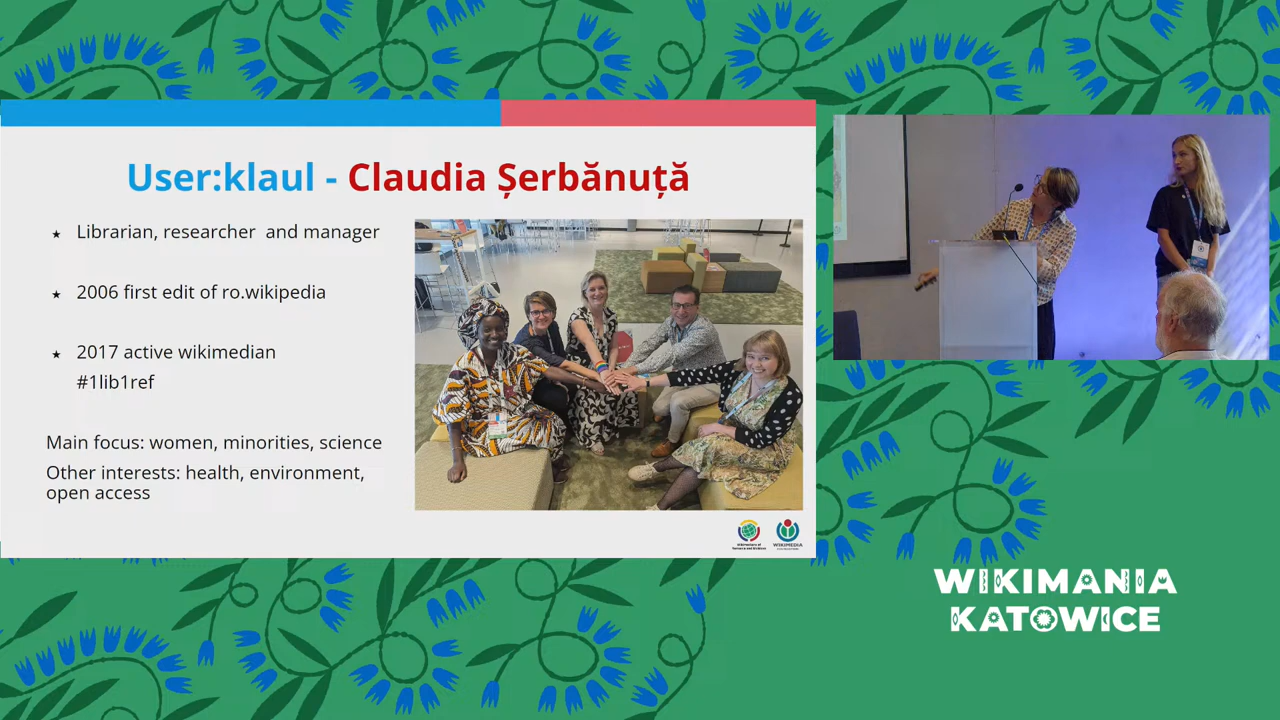 User:klaul - Claudia Șerbănuță
★ Librarian, researcher and manager
★ 2006 first edit of ro.wikipedia
★ 2017 active wikimedian
#1lib1ref
Main focus: women, minorities, science
Other interests: health, environment,
open access
WIKIMEDIA
WIKIMANIA
KATOWICE